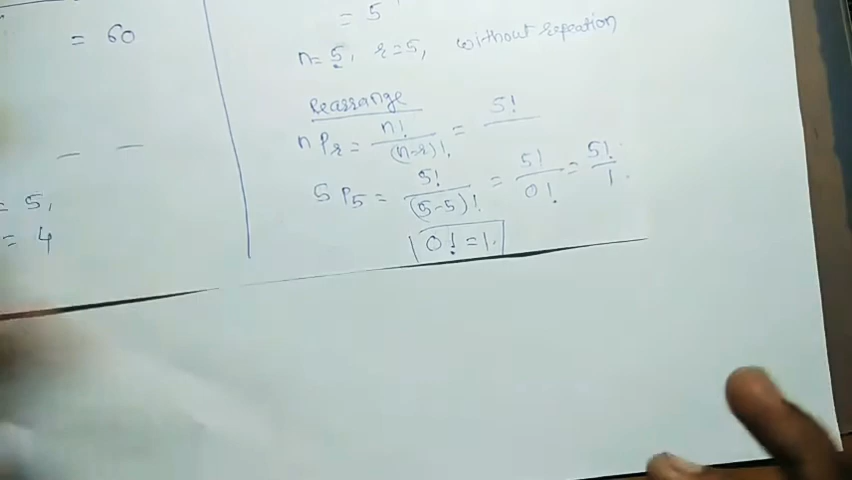 = 60
= 5,
= 4
= 5
n=5, r=5, without repeation
Rearrange
nPr = n!/(n-r)! = 5!
5P5 = 5!/(5-5)! = 5!/0! = 5!/1.
0! = 1.